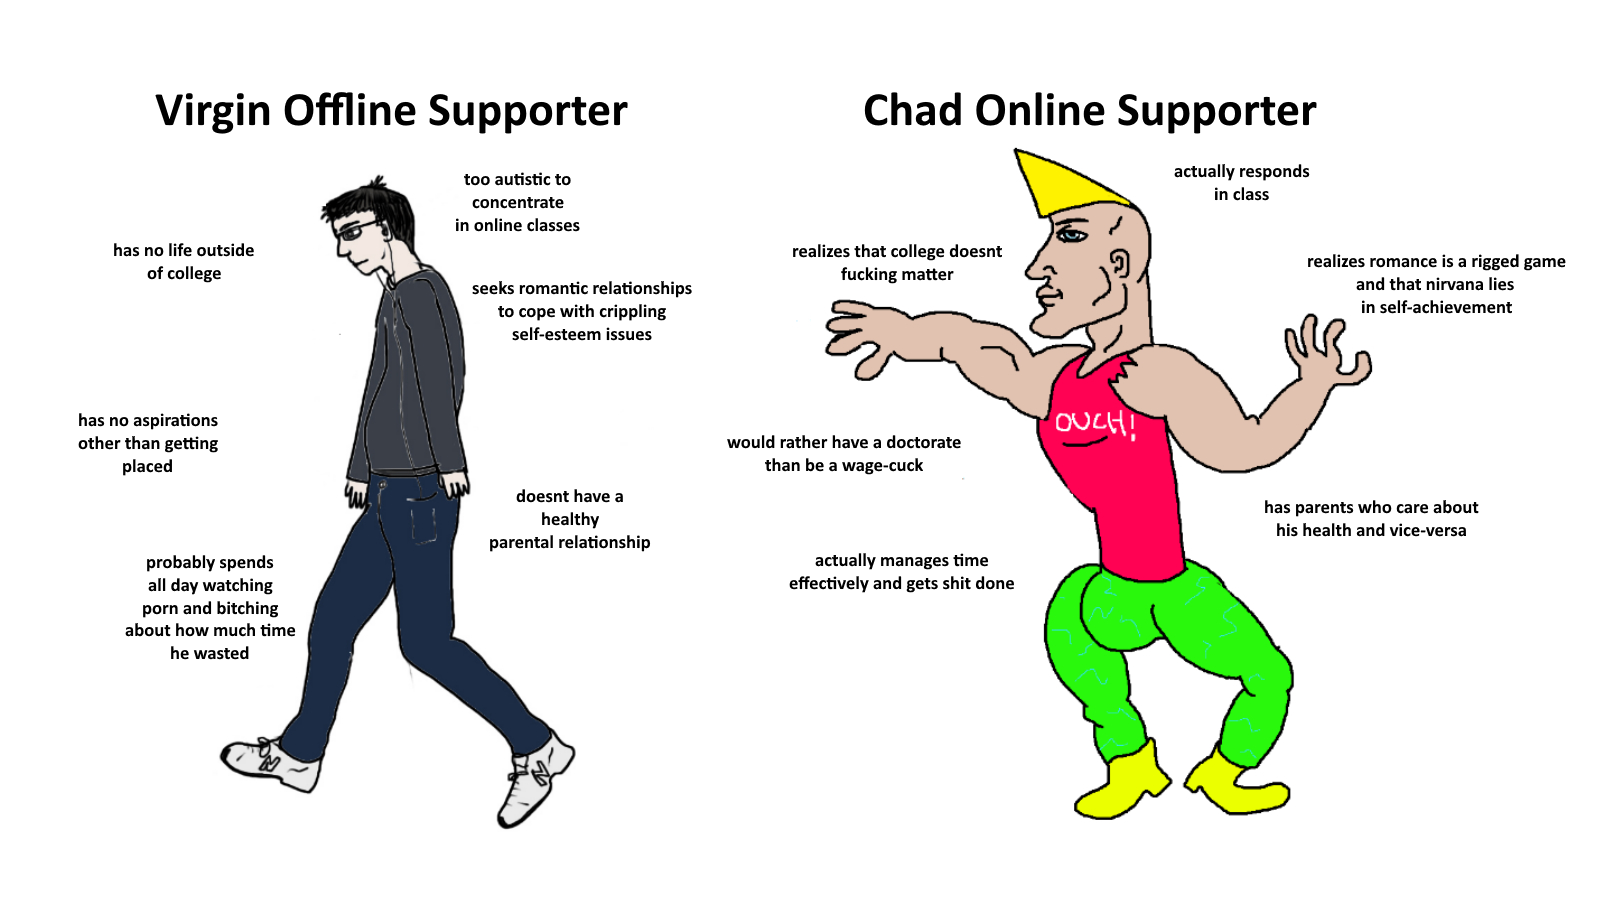 Virgin Offline Supporter
too autistic to
concentrate
in online classes
has no life outside
of college
seeks romantic relationships
to cope with crippling
self-esteem issues
has no aspirations
other than getting
placed
doesnt have a
healthy
parental relationship
probably spends
all day watching
porn and bitching
about how much time
he wasted
N
N
Chad Online Supporter
actually responds
in class
realizes that college doesnt
fucking matter
realizes romance is a rigged game
and that nirvana lies
in self-achievement
OUCH!
would rather have a doctorate
than be a wage-cuck
has parents who care about
his health and vice-versa
actually manages time
effectively and gets shit done